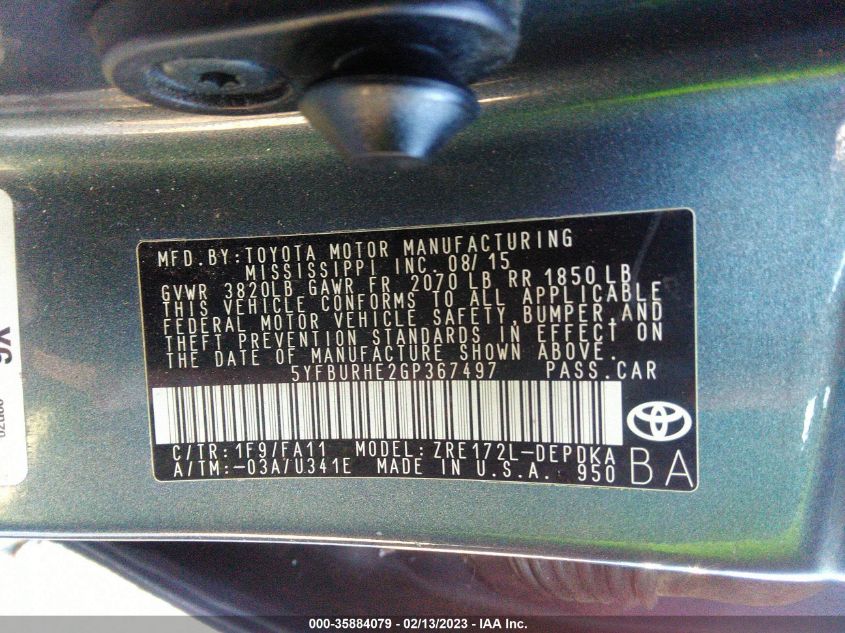 MFD.BY:TOYOTA MOTOR MANUFACTURING
MISSISSIPPI INC. 08/15
GVWR 3820LB GAWR FR 2070 LB RR 1850 LB
THIS VEHICLE CONFORMS TO ALL APPLICABLE
FEDERAL MOTOR VEHICLE SAFETY, BUMPER, AND
THEFT PREVENTION STANDARDS IN EFFECT ON
THE DATE OF MANUFACTURE SHOWN ABOVE.
5YFBURHE2GP367497 PASS.CAR
C/TR:1F9/FA11 MODEL:ZRE172L-DEPDKA
A/TM:-03A/U341E MADE IN U.S.A. 950
BA
000-35884079 - 02/13/2023 - IAA Inc.